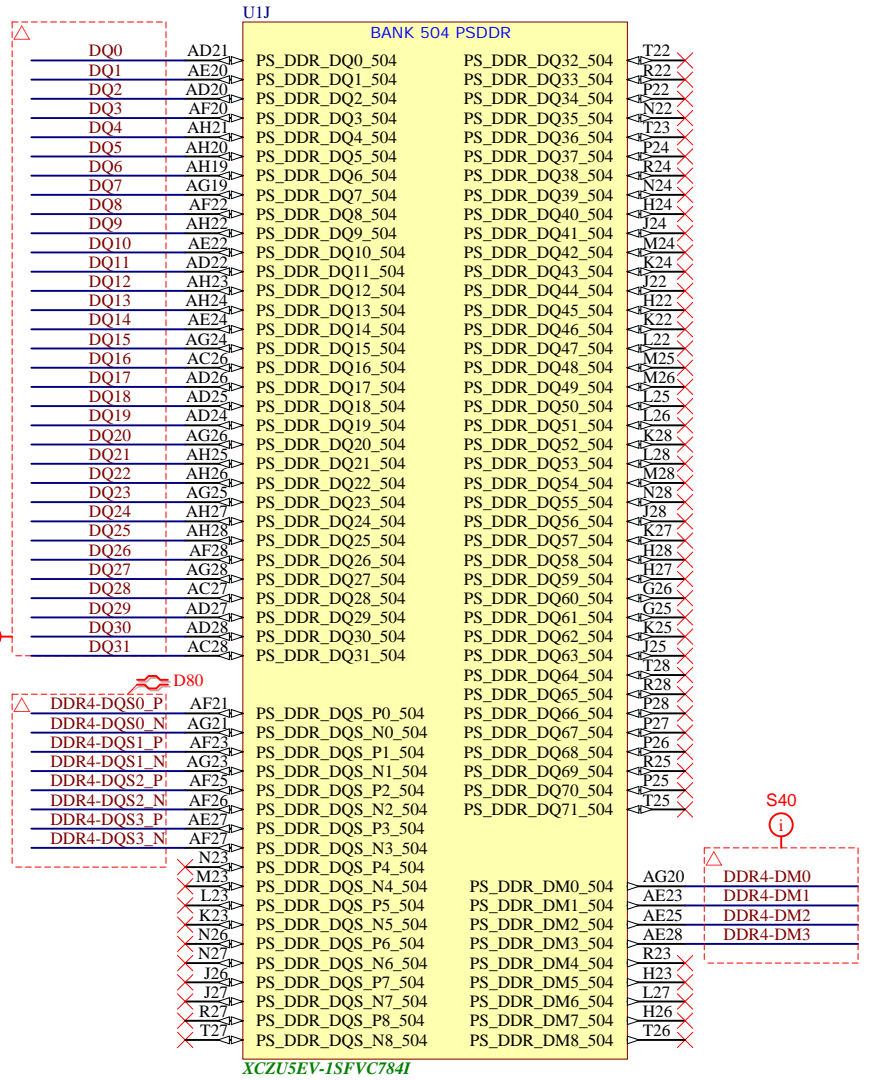 U1J
BANK 504 PSDDR
DQ0 AD21 PS_DDR_DQ0_504 PS_DDR_DQ32_504 T22
DQ1 AE20 PS_DDR_DQ1_504 PS_DDR_DQ33_504 R22
DQ2 AD20 PS_DDR_DQ2_504 PS_DDR_DQ34_504 P22
DQ3 AF20 PS_DDR_DQ3_504 PS_DDR_DQ35_504 N22
DQ4 AH21 PS_DDR_DQ4_504 PS_DDR_DQ36_504 T23
DQ5 AH20 PS_DDR_DQ5_504 PS_DDR_DQ37_504 P24
DQ6 AH19 PS_DDR_DQ6_504 PS_DDR_DQ38_504 R24
DQ7 AG19 PS_DDR_DQ7_504 PS_DDR_DQ39_504 N24
DQ8 AF22 PS_DDR_DQ8_504 PS_DDR_DQ40_504 H24
DQ9 AH22 PS_DDR_DQ9_504 PS_DDR_DQ41_504 J24
DQ10 AE22 PS_DDR_DQ10_504 PS_DDR_DQ42_504 M24
DQ11 AD22 PS_DDR_DQ11_504 PS_DDR_DQ43_504 K24
DQ12 AH23 PS_DDR_DQ12_504 PS_DDR_DQ44_504 J22
DQ13 AH24 PS_DDR_DQ13_504 PS_DDR_DQ45_504 H22
DQ14 AE24 PS_DDR_DQ14_504 PS_DDR_DQ46_504 K22
DQ15 AG24 PS_DDR_DQ15_504 PS_DDR_DQ47_504 L22
DQ16 AC26 PS_DDR_DQ16_504 PS_DDR_DQ48_504 M25
DQ17 AD26 PS_DDR_DQ17_504 PS_DDR_DQ49_504 M26
DQ18 AD25 PS_DDR_DQ18_504 PS_DDR_DQ50_504 L25
DQ19 AD24 PS_DDR_DQ19_504 PS_DDR_DQ51_504 L26
DQ20 AG26 PS_DDR_DQ20_504 PS_DDR_DQ52_504 K28
DQ21 AH25 PS_DDR_DQ21_504 PS_DDR_DQ53_504 L28
DQ22 AH26 PS_DDR_DQ22_504 PS_DDR_DQ54_504 M28
DQ23 AG25 PS_DDR_DQ23_504 PS_DDR_DQ55_504 N28
DQ24 AH27 PS_DDR_DQ24_504 PS_DDR_DQ56_504 J28
DQ25 AH28 PS_DDR_DQ25_504 PS_DDR_DQ57_504 K27
DQ26 AF28 PS_DDR_DQ26_504 PS_DDR_DQ58_504 H28
DQ27 AG28 PS_DDR_DQ27_504 PS_DDR_DQ59_504 H27
DQ28 AC27 PS_DDR_DQ28_504 PS_DDR_DQ60_504 G26
DQ29 AD27 PS_DDR_DQ29_504 PS_DDR_DQ61_504 G25
DQ30 AD28 PS_DDR_DQ30_504 PS_DDR_DQ62_504 K25
DQ31 AC28 PS_DDR_DQ31_504 PS_DDR_DQ63_504 J25
PS_DDR_DQ64_504 T28
D80 PS_DDR_DQ65_504 R28
DDR4-DQS0_P AF21 PS_DDR_DQS_P0_504 PS_DDR_DQ66_504 P28
DDR4-DQS0_N AG21 PS_DDR_DQS_N0_504 PS_DDR_DQ67_504 P27
DDR4-DQS1_P AF23 PS_DDR_DQS_P1_504 PS_DDR_DQ68_504 P26
DDR4-DQS1_N AG23 PS_DDR_DQS_N1_504 PS_DDR_DQ69_504 R25
DDR4-DQS2_P AF25 PS_DDR_DQS_P2_504 PS_DDR_DQ70_504 P25
DDR4-DQS2_N AF26 PS_DDR_DQS_N2_504 PS_DDR_DQ71_504 T25
S40
i
DDR4-DQS3_P AE27 PS_DDR_DQS_P3_504
DDR4-DQS3_N AF27 PS_DDR_DQS_N3_504
N23 PS_DDR_DQS_P4_504
M23 PS_DDR_DQS_N4_504 PS_DDR_DM0_504 AG20 DDR4-DM0
L23 PS_DDR_DQS_P5_504 PS_DDR_DM1_504 AE23 DDR4-DM1
K23 PS_DDR_DQS_N5_504 PS_DDR_DM2_504 AE25 DDR4-DM2
N26 PS_DDR_DQS_P6_504 PS_DDR_DM3_504 AE28 DDR4-DM3
N27 PS_DDR_DQS_N6_504 PS_DDR_DM4_504 R23
J26 PS_DDR_DQS_P7_504 PS_DDR_DM5_504 H23
J27 PS_DDR_DQS_N7_504 PS_DDR_DM6_504 L27
R27 PS_DDR_DQS_P8_504 PS_DDR_DM7_504 H26
T27 PS_DDR_DQS_N8_504 PS_DDR_DM8_504 T26
XCZU5EV-1SFVC784I